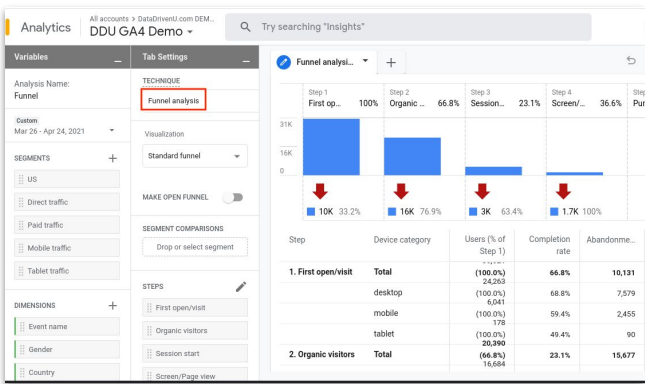 Analytics
All accounts > DataDrivenU.com DEM...
DDU GA4 Demo
Try searching "Insights"
Variables
Analysis Name:
Funnel
Custom
Mar 26 - Apr 24, 2021
SEGMENTS
US
Direct traffic
Paid traffic
Mobile traffic
Tablet traffic
DIMENSIONS
Event name
Gender
Country
Tab Settings
TECHNIQUE
Funnel analysis
Visualization
Standard funnel
MAKE OPEN FUNNEL
SEGMENT COMPARISONS
Drop or select segment
STEPS
First open/visit
Organic visitors
Session start
Screen/Page view
Funnel analysi...
Step 1 Step 2 Step 3 Step 4 Step
First op... 100% Organic ... 66.8% Session... 23.1% Screen/... 36.6% Pur
31K
16K
0
10K 33.2% 16K 76.9% 3K 63.4% 1.7K 100%
Step Device category Users (% of Completion Abandonme...
Step 1) rate
1. First open/visit Total (100.0%) 66.8% 10,131
24,263
desktop (100.0%) 68.8% 7,579
6,041
mobile (100.0%) 59.4% 2,455
178
tablet (100.0%) 49.4% 90
20,390
2. Organic visitors Total (66.8%) 23.1% 15,677
16,684